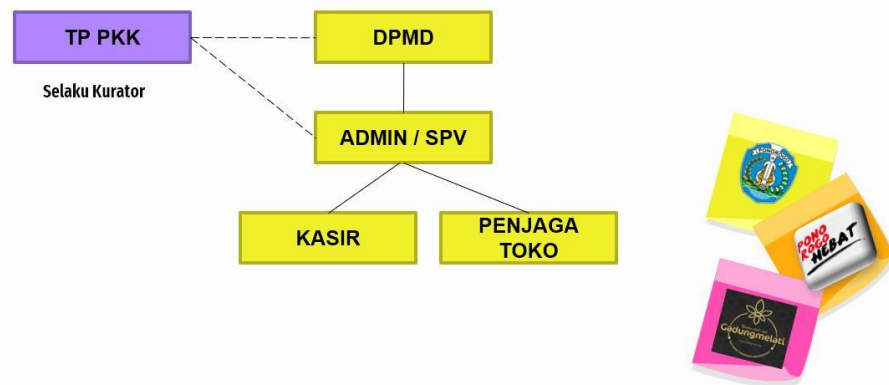 TP PKK
DPMD
Selaku Kurator
ADMIN / SPV
KASIR
PENJAGA
TOKO
PONO
ROGO
HEBAT
Gadungmelati